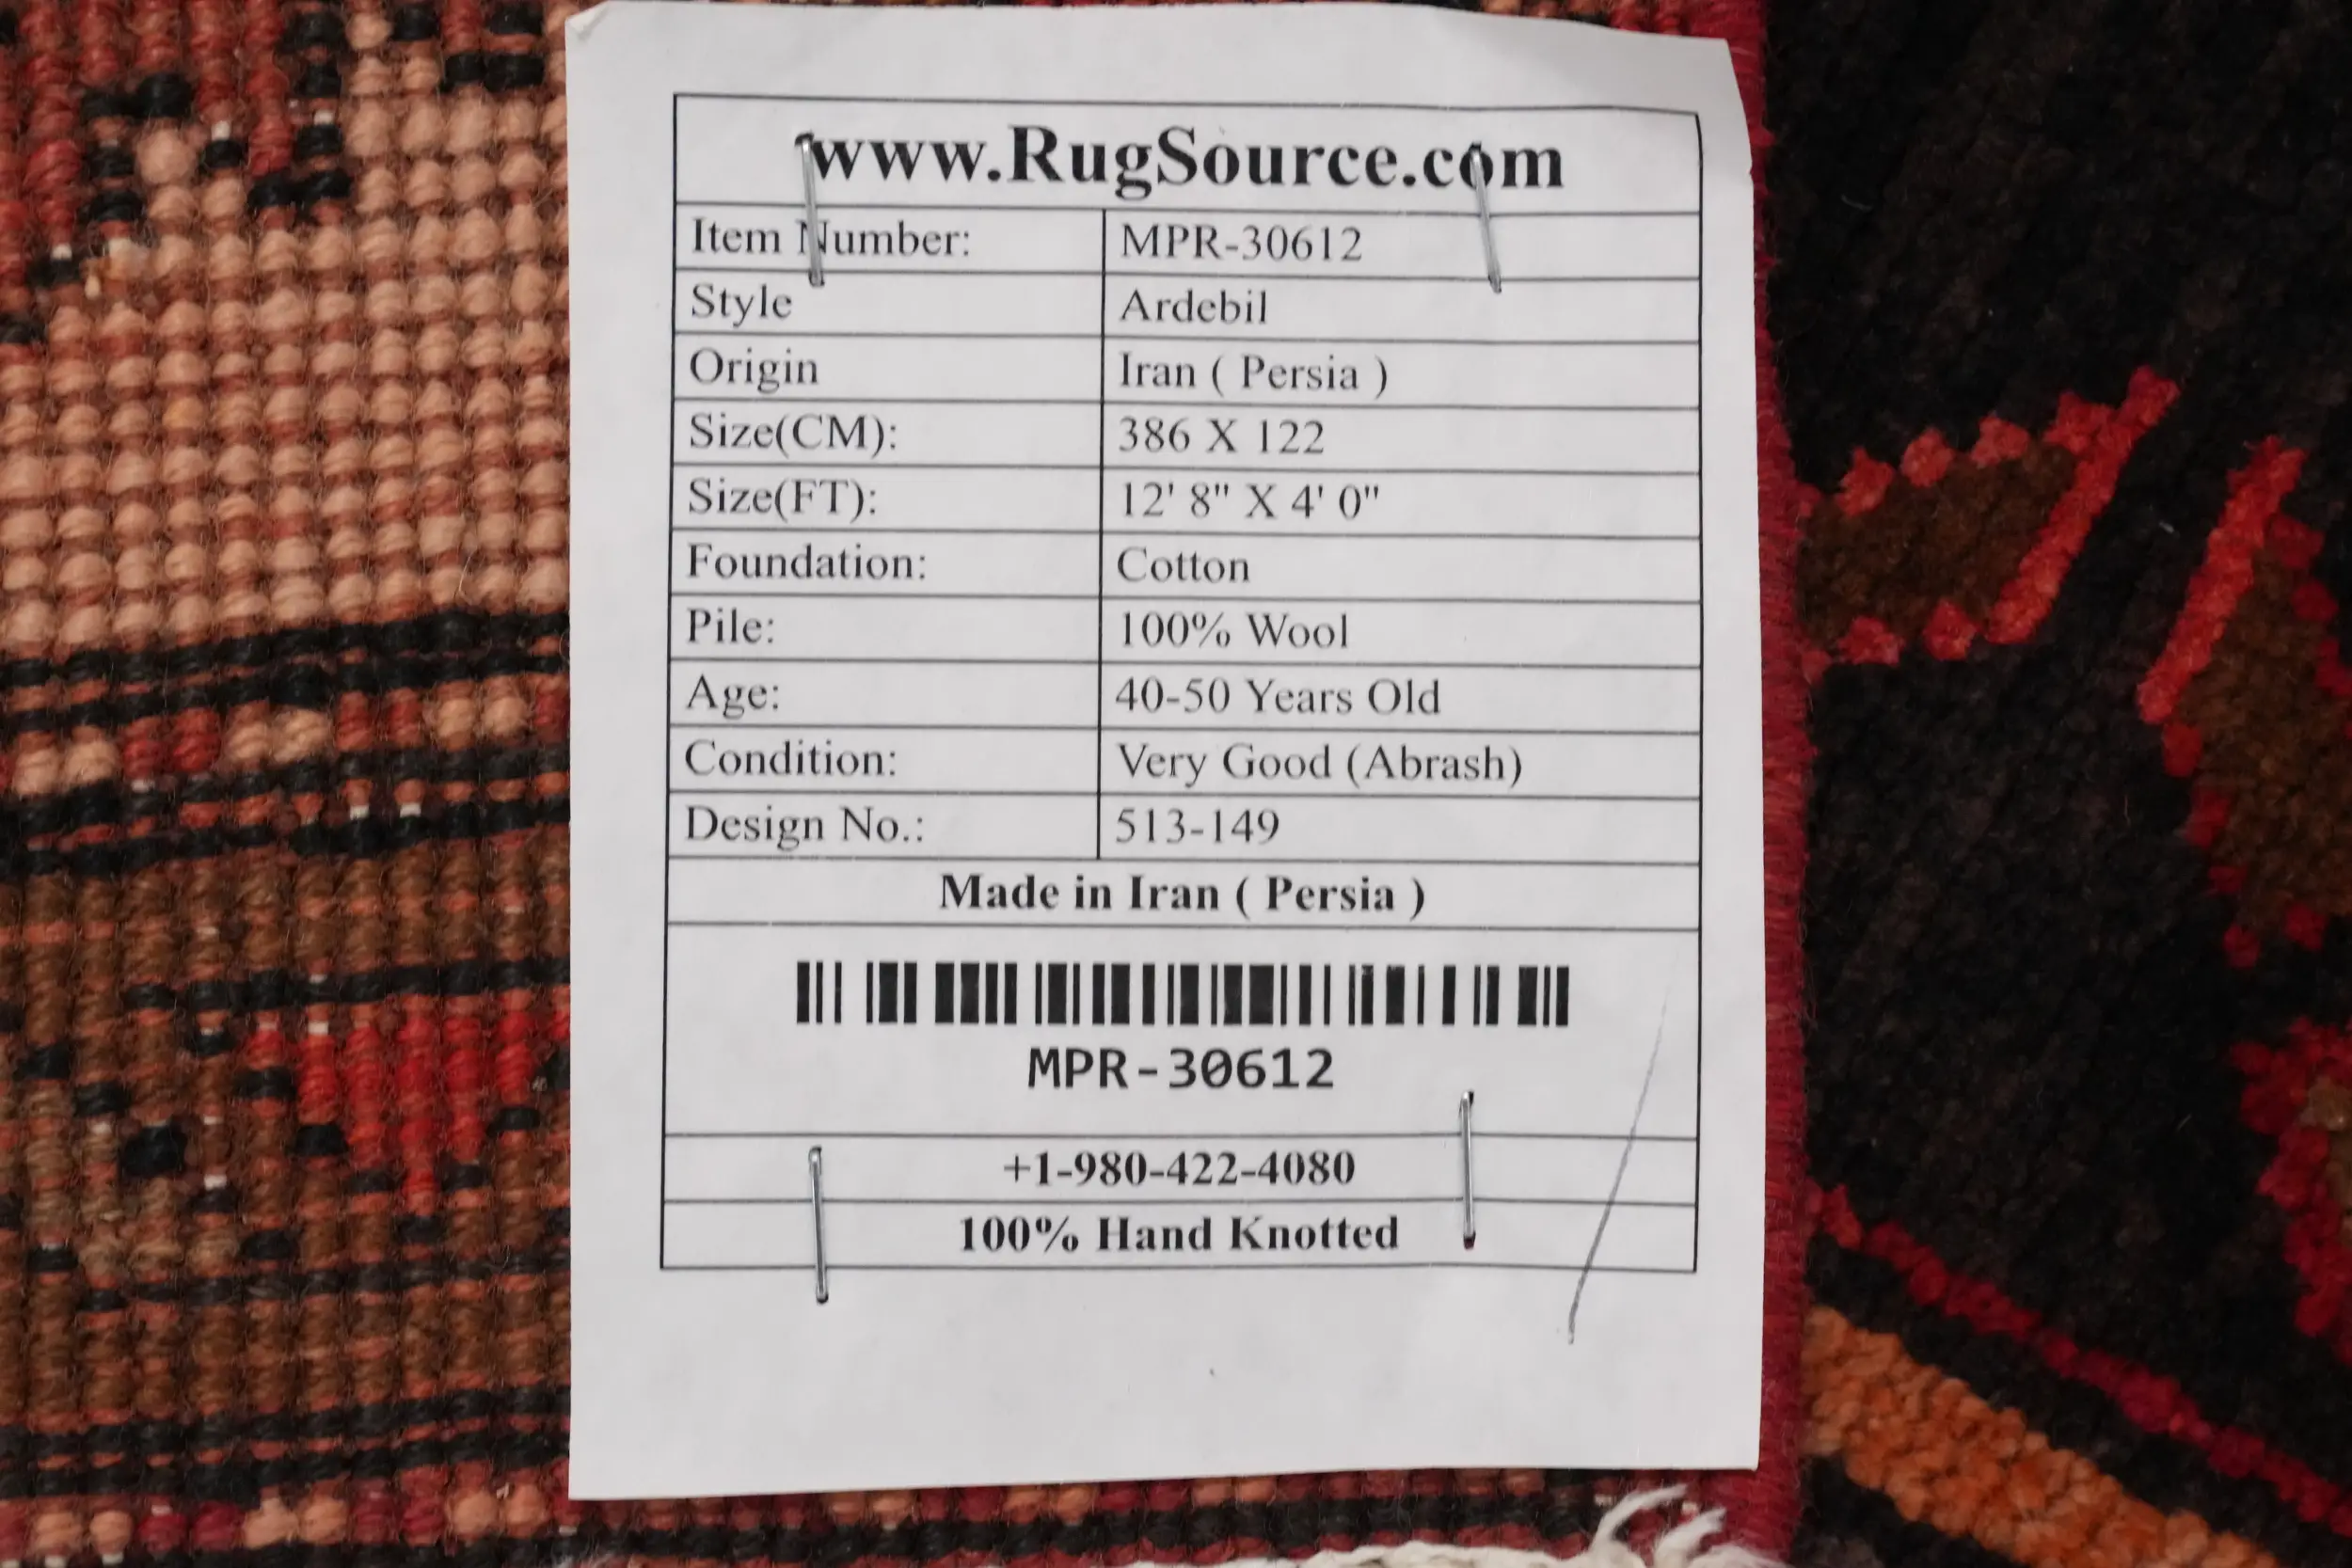 www.RugSource.com
Item Number: MPR-30612
Style Ardebil
Origin Iran ( Persia )
Size(CM): 386 X 122
Size(FT): 12' 8" X 4' 0"
Foundation: Cotton
Pile: 100% Wool
Age: 40-50 Years Old
Condition: Very Good (Abrash)
Design No.: 513-149
Made in Iran ( Persia )
MPR-30612
+1-980-422-4080
100% Hand Knotted